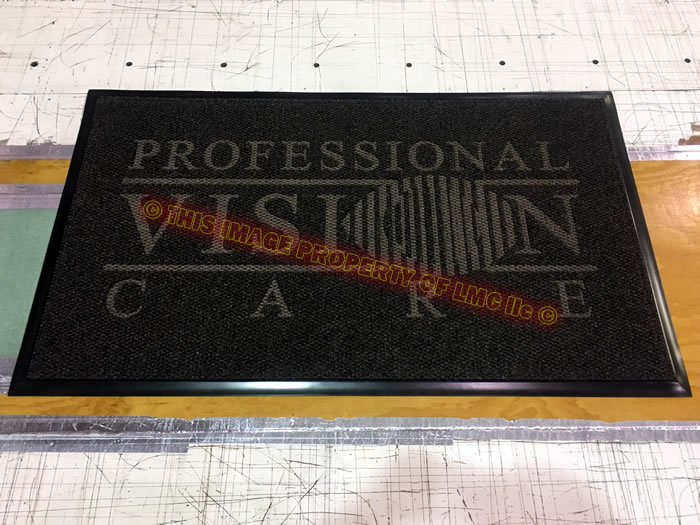 PROFESSIONAL
VISION
CARE
© THIS IMAGE PROPERTY OF LMC llc ©